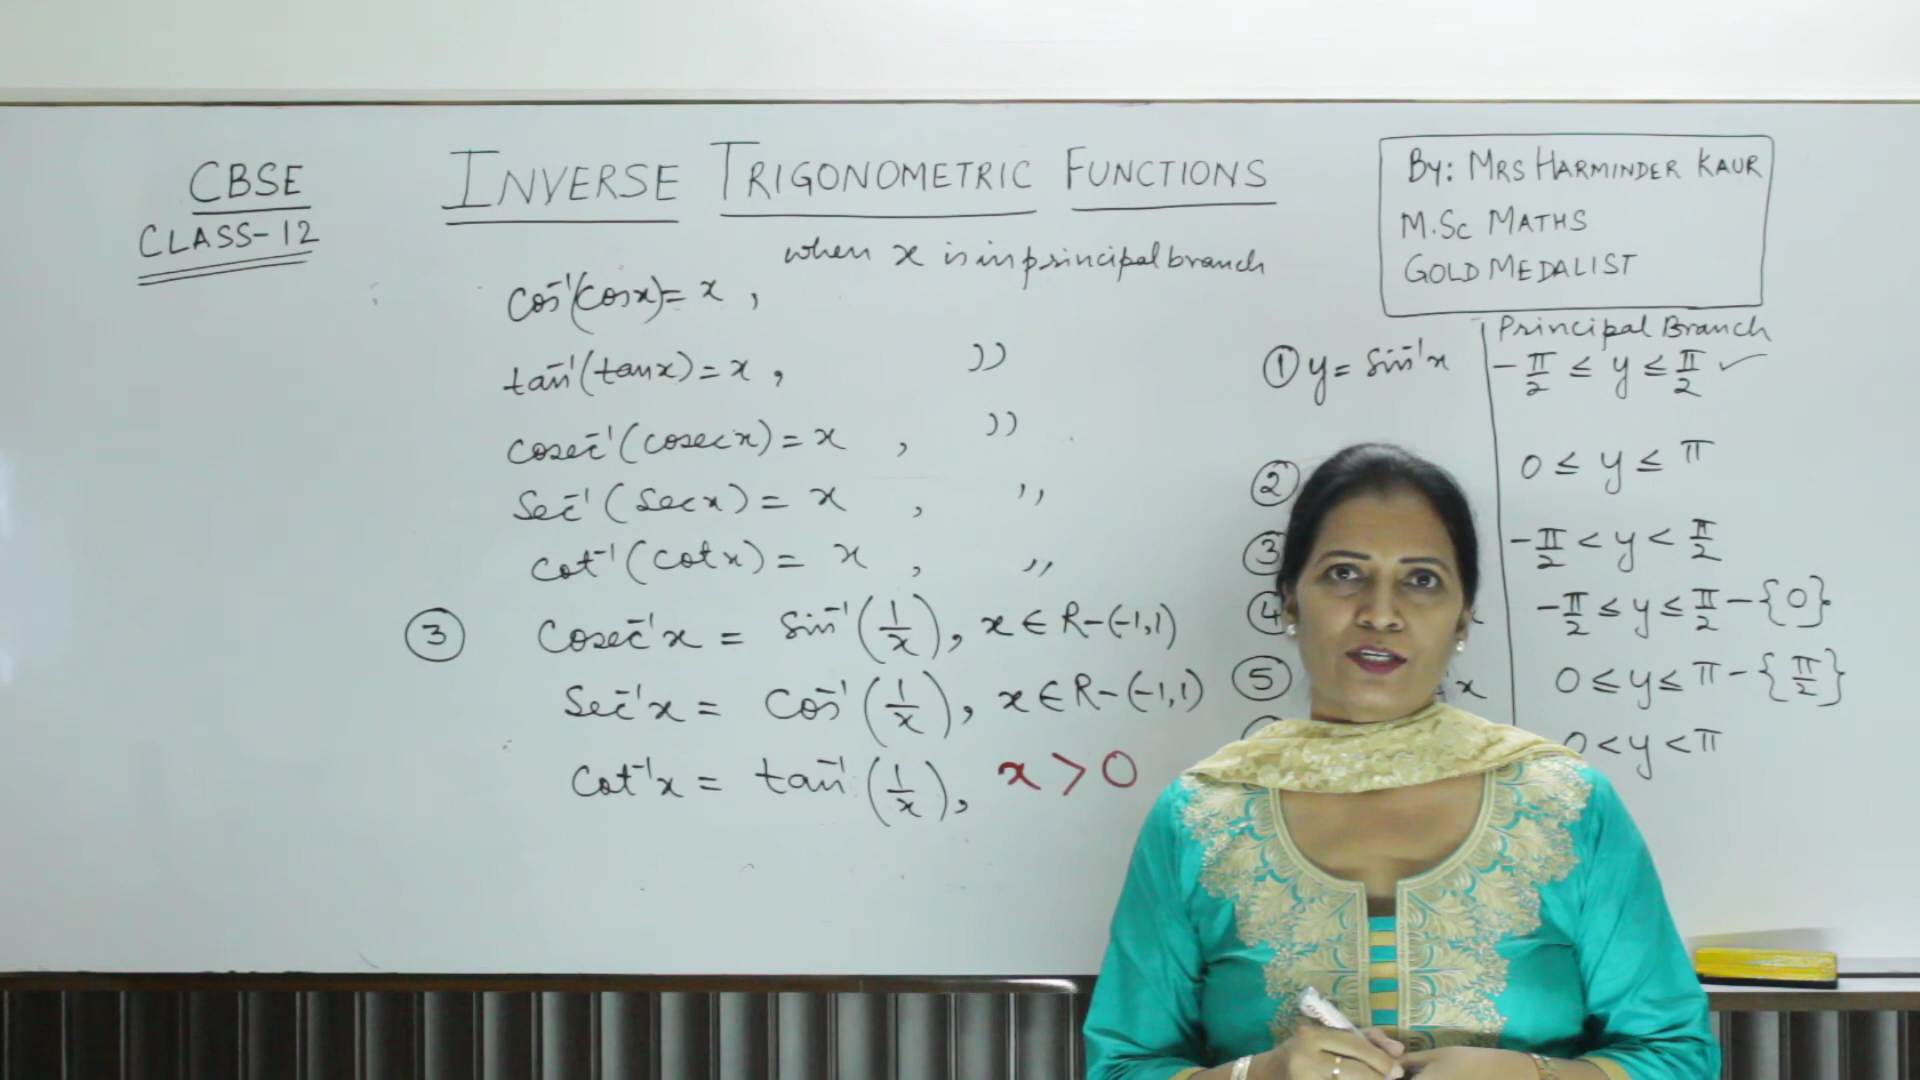 CBSE
CLASS-12
INVERSE TRIGONOMETRIC FUNCTIONS
when x is in principal branch
cos⁻¹(cosx)= x ,
tan⁻¹(tanx) = x , ))
cosec⁻¹(cosecx) = x , ))
Sec⁻¹(Secx) = x , ,,
cot⁻¹(cotx) = x , ,,
③ Cosec⁻¹x = Sin⁻¹(1/x), x ∈ R-(-1,1)
Sec⁻¹x = Cos⁻¹(1/x), x ∈ R-(-1,1)
Cot⁻¹x = tan⁻¹(1/x), x > 0
By: MRS HARMINDER KAUR
M.Sc MATHS
GOLD MEDALIST
Principal Branch
① y = Sin⁻¹x -π/2 ≤ y ≤ π/2 ✓
② 0 ≤ y ≤ π
③ -π/2 < y < π/2
④ -π/2 ≤ y ≤ π/2 - {0}
⑤ x 0 ≤ y ≤ π - {π/2}
0 < y < π